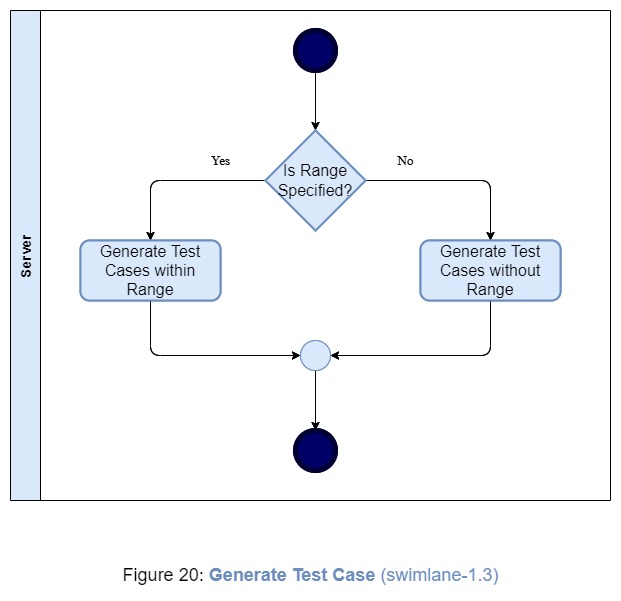 Is Range
Specified?
Yes
No
Generate Test
Cases within
Range
Generate Test
Cases without
Range
Server
Figure 20: Generate Test Case (swimlane-1.3)